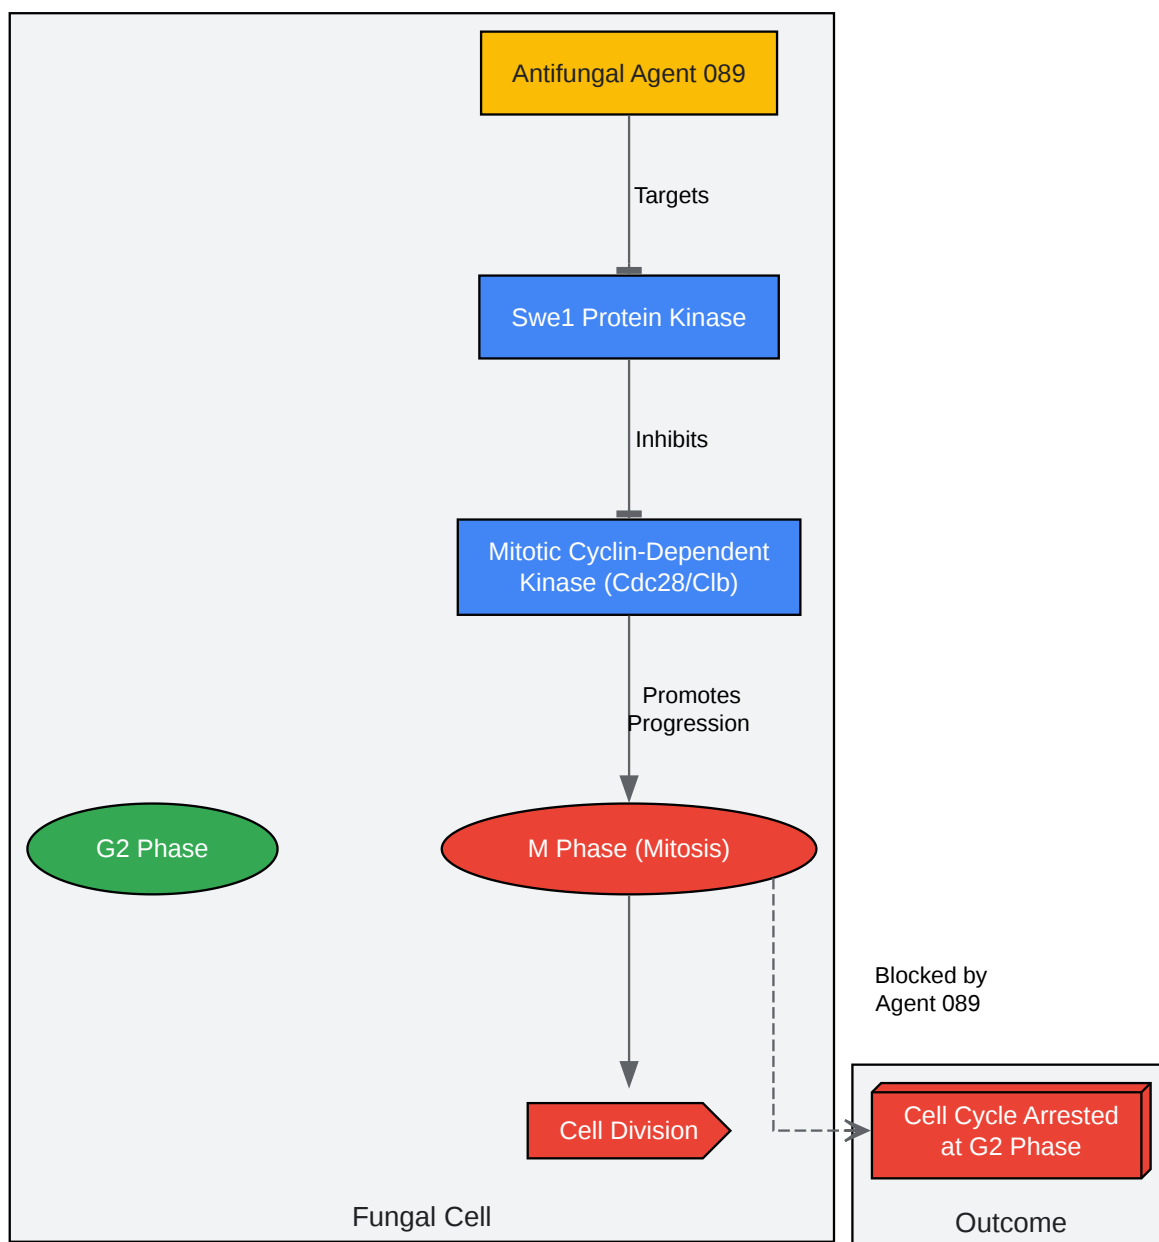 Antifungal Agent 089
Targets
Swe1 Protein Kinase
Inhibits
Mitotic Cyclin-Dependent
Kinase (Cdc28/Clb)
Promotes
Progression
G2 Phase
M Phase (Mitosis)
Blocked by
Agent 089
Cell Division
Cell Cycle Arrested
at G2 Phase
Fungal Cell
Outcome